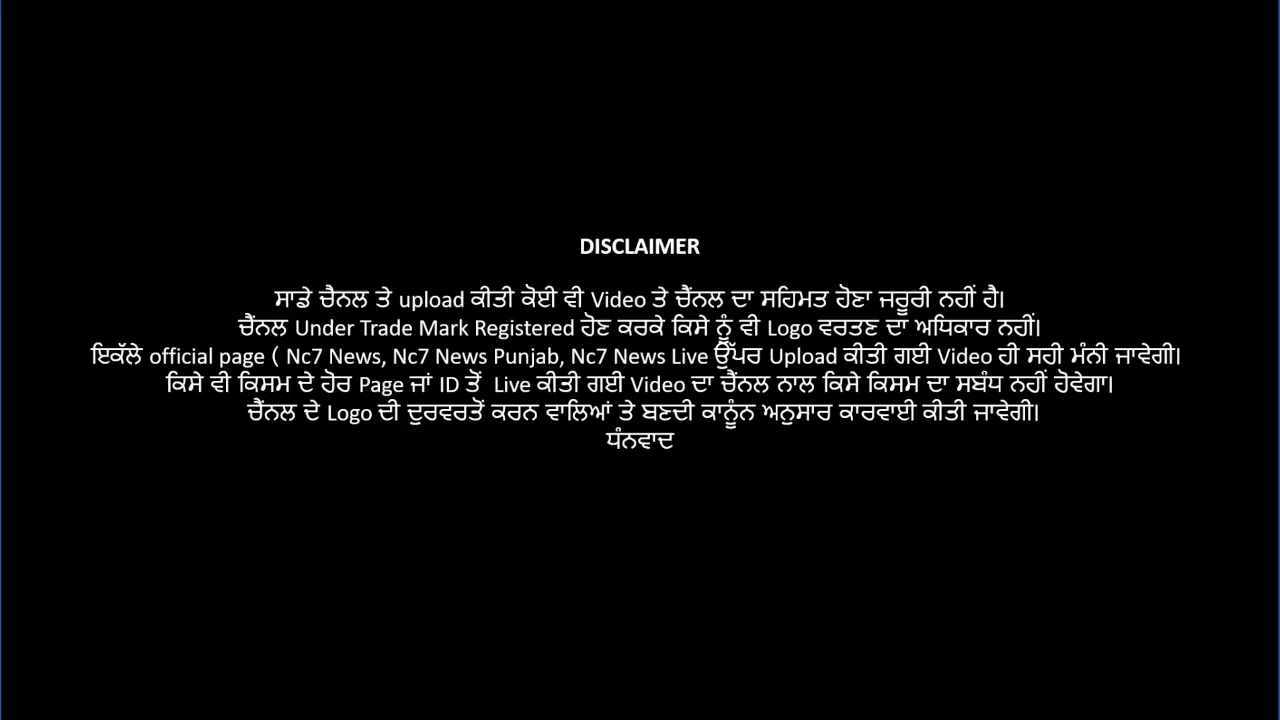 DISCLAIMER
ਸਾਡੇ ਚੈਨਲ ਤੇ upload ਕੀਤੀ ਕੋਈ ਵੀ Video ਤੇ ਚੈਂਨਲ ਦਾ ਸਹਿਮਤ ਹੋਣਾ ਜਰੂਰੀ ਨਹੀਂ ਹੈ।
ਚੈਂਨਲ Under Trade Mark Registered ਹੋਣ ਕਰਕੇ ਕਿਸੇ ਨੂੰ ਵੀ Logo ਵਰਤਣ ਦਾ ਅਧਿਕਾਰ ਨਹੀਂ।
ਇਕੱਲੇ official page ( Nc7 News, Nc7 News Punjab, Nc7 News Live ਉੱਪਰ Upload ਕੀਤੀ ਗਈ Video ਹੀ ਸਹੀ ਮੰਨੀ ਜਾਵੇਗੀ।
ਕਿਸੇ ਵੀ ਕਿਸਮ ਦੇ ਹੋਰ Page ਜਾਂ ID ਤੋਂ Live ਕੀਤੀ ਗਈ Video ਦਾ ਚੈਂਨਲ ਨਾਲ ਕਿਸੇ ਕਿਸਮ ਦਾ ਸਬੰਧ ਨਹੀਂ ਹੋਵੇਗਾ।
ਚੈਂਨਲ ਦੇ Logo ਦੀ ਦੁਰਵਰਤੋਂ ਕਰਨ ਵਾਲਿਆਂ ਤੇ ਬਣਦੀ ਕਾਨੂੰਨ ਅਨੁਸਾਰ ਕਾਰਵਾਈ ਕੀਤੀ ਜਾਵੇਗੀ।
ਧੰਨਵਾਦ